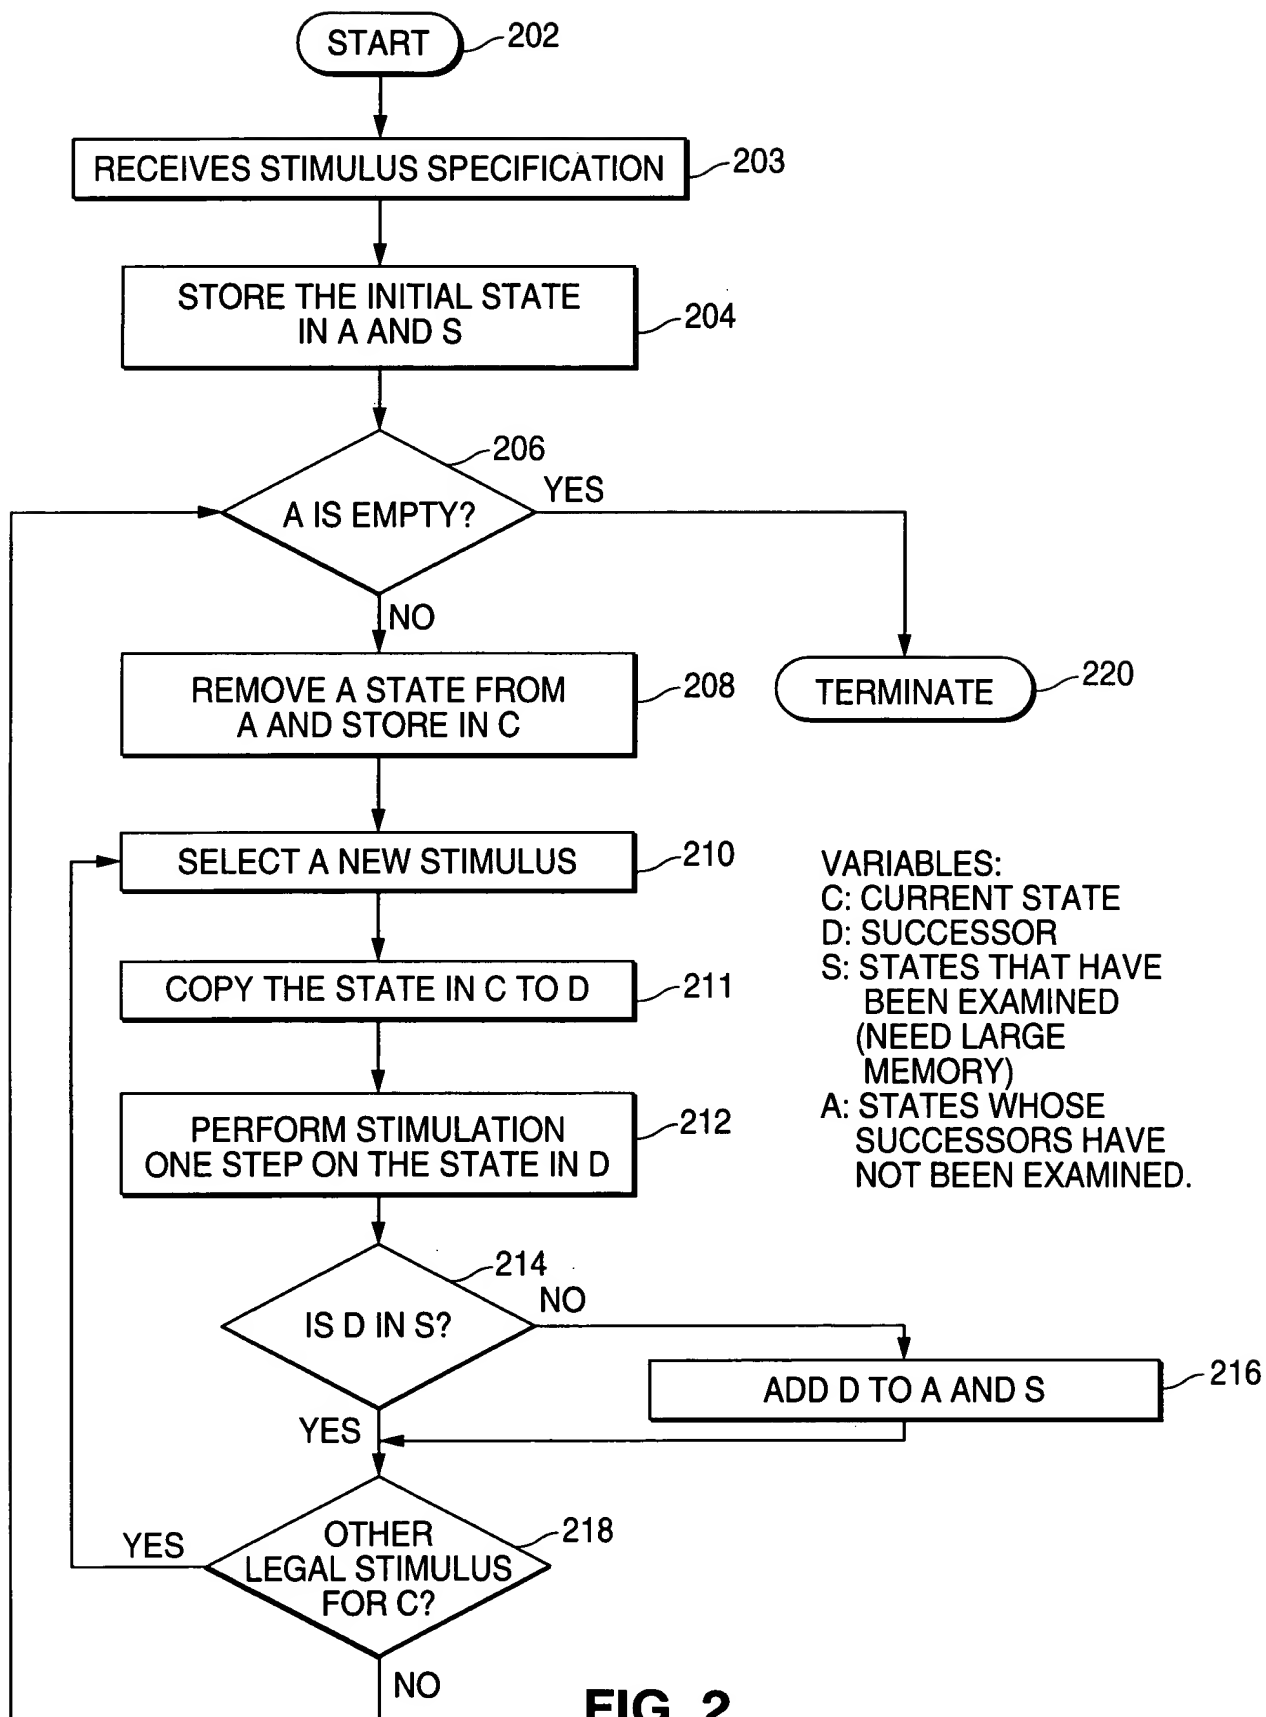 START
202
RECEIVES STIMULUS SPECIFICATION
203
STORE THE INITIAL STATE
IN A AND S
204
206
A IS EMPTY?
YES
NO
REMOVE A STATE FROM
A AND STORE IN C
208
TERMINATE
220
SELECT A NEW STIMULUS
210
COPY THE STATE IN C TO D
211
PERFORM STIMULATION
ONE STEP ON THE STATE IN D
212
VARIABLES:
C: CURRENT STATE
D: SUCCESSOR
S: STATES THAT HAVE
BEEN EXAMINED
(NEED LARGE
MEMORY)
A: STATES WHOSE
SUCCESSORS HAVE
NOT BEEN EXAMINED.
214
IS D IN S?
NO
ADD D TO A AND S
216
YES
OTHER
LEGAL STIMULUS
FOR C?
218
YES
NO
FIG. 2